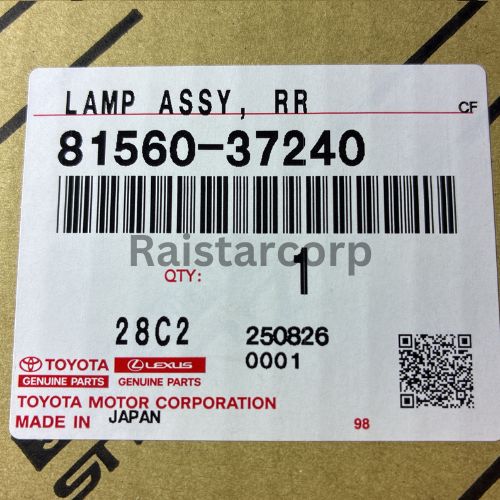 LAMP ASSY, RR
CF
81560-37240
Raistarcorp
QTY: 1
28C2 250826
0001
TOYOTA LEXUS
GENUINE PARTS GENUINE PARTS
TOYOTA MOTOR CORPORATION
MADE IN JAPAN
98